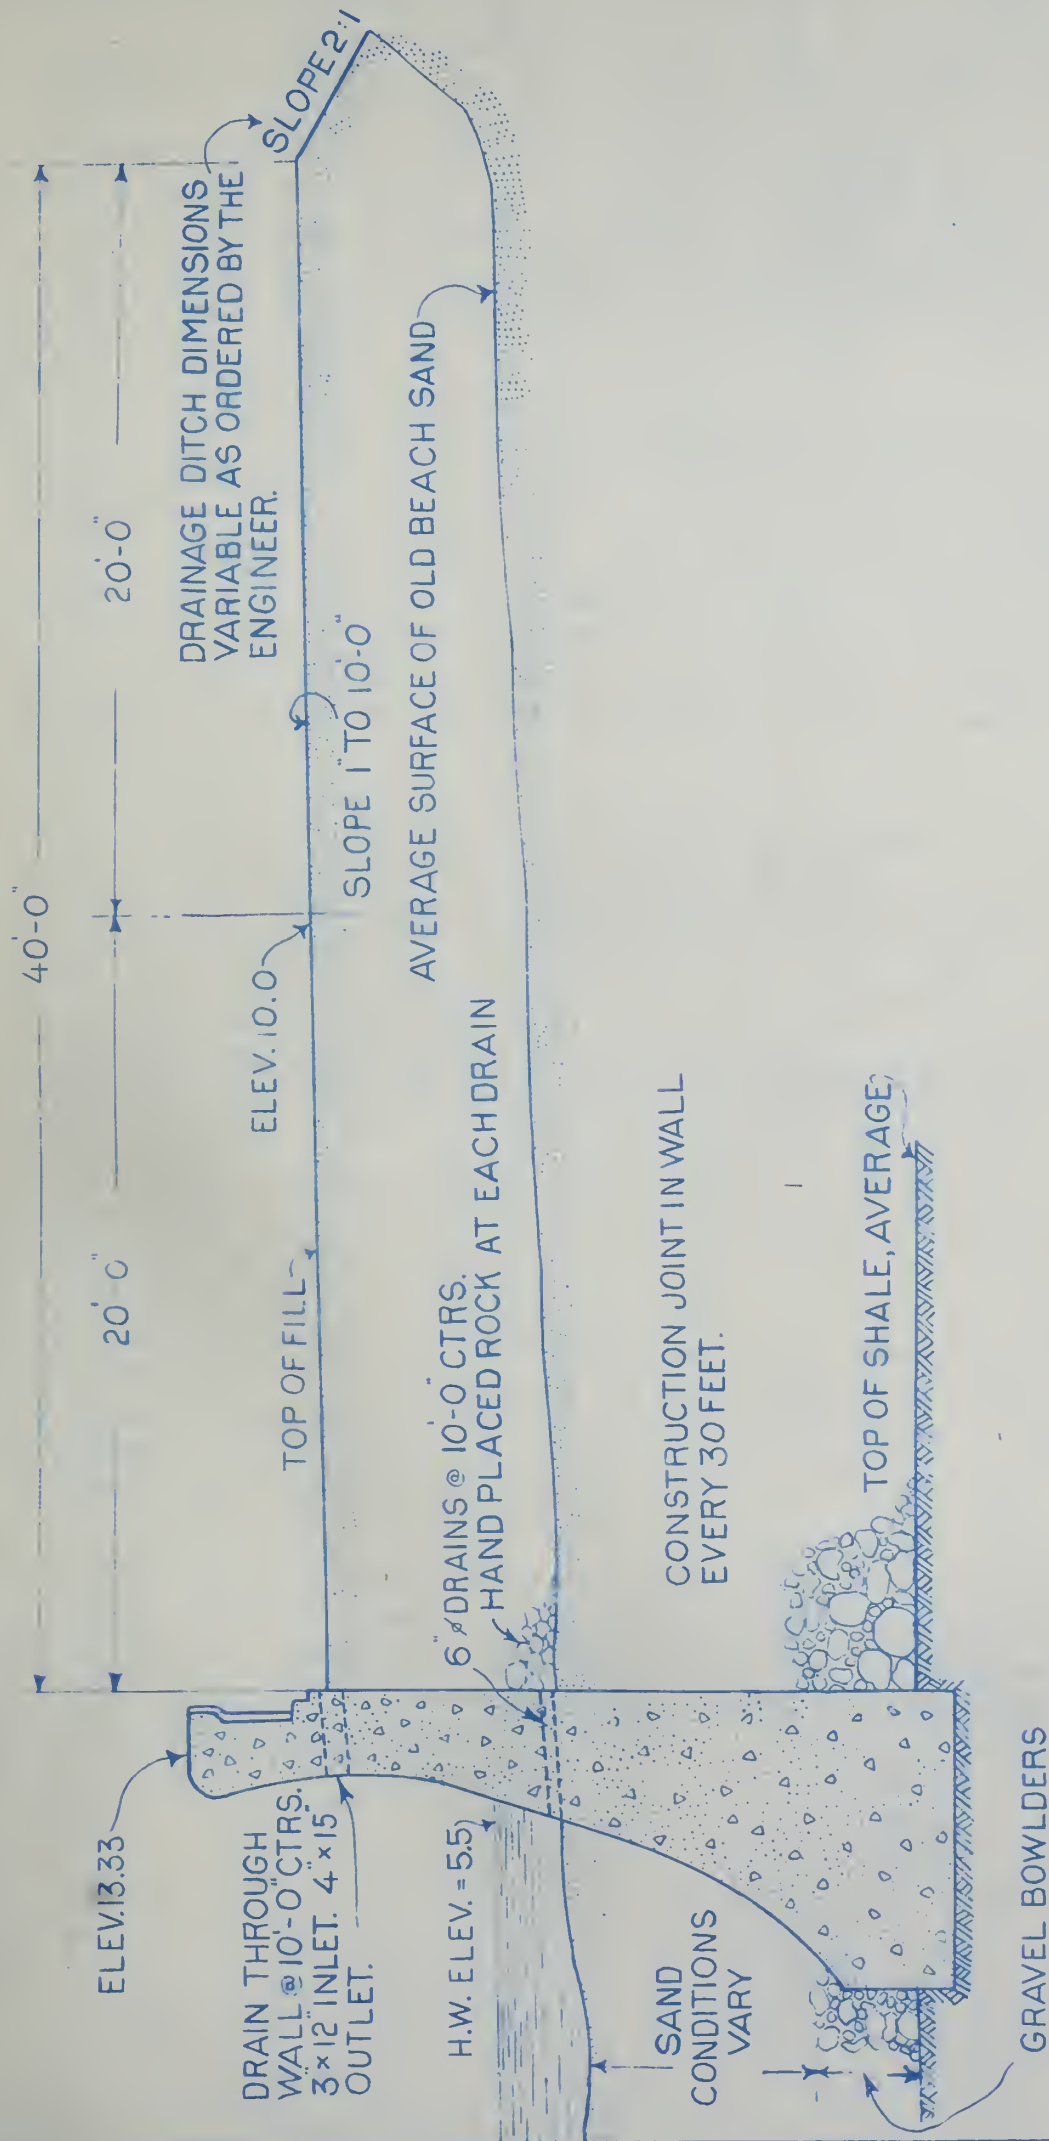 40'-0"
20'-0"
20'-0"
ELEV. 13.33
DRAIN THROUGH
WALL @ 10'-0" CTRS.
3"×12" INLET. 4"×15"
OUTLET.
H.W. ELEV. = 5.5
SAND
CONDITIONS
VARY
GRAVEL BOWLDERS
TOP OF FILL
ELEV. 10.0
6"ø DRAINS @ 10'-0" CTRS.
HAND PLACED ROCK AT EACH DRAIN
CONSTRUCTION JOINT IN WALL
EVERY 30 FEET.
TOP OF SHALE, AVERAGE
SLOPE 1" TO 10'-0"
AVERAGE SURFACE OF OLD BEACH SAND
DRAINAGE DITCH DIMENSIONS
VARIABLE AS ORDERED BY THE
ENGINEER.
SLOPE 2:1